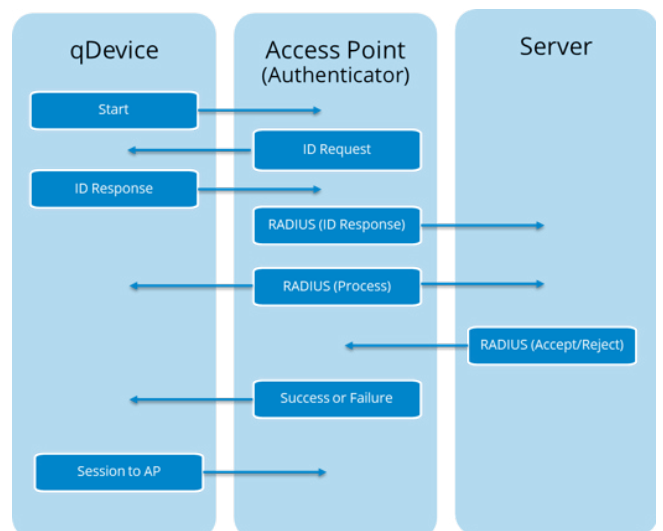 qDevice
Access Point
(Authenticator)
Server
Start
ID Request
ID Response
RADIUS (ID Response)
RADIUS (Process)
RADIUS (Accept/Reject)
Success or Failure
Session to AP